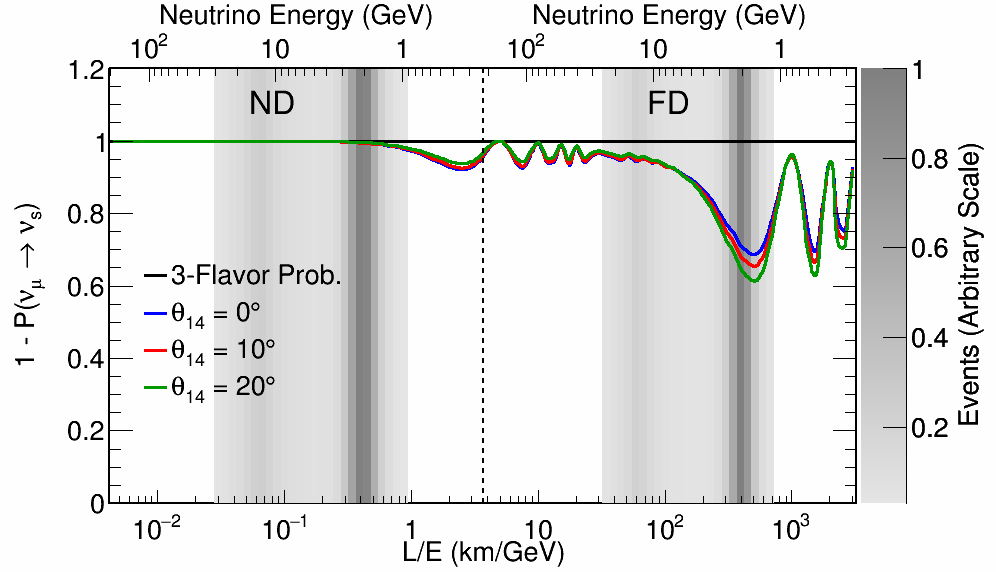 Neutrino Energy (GeV) Neutrino Energy (GeV)
10² 10 1 10² 10 1
1.2 1
ND FD
1
0.8 0.8
1 - P(νμ → νs)
Events (Arbitrary Scale)
0.6 0.6
3-Flavor Prob.
θ14 = 0°
θ14 = 10°
0.4 0.4
θ14 = 20°
0.2 0.2
0
10⁻² 10⁻¹ 1 10 10² 10³
L/E (km/GeV)